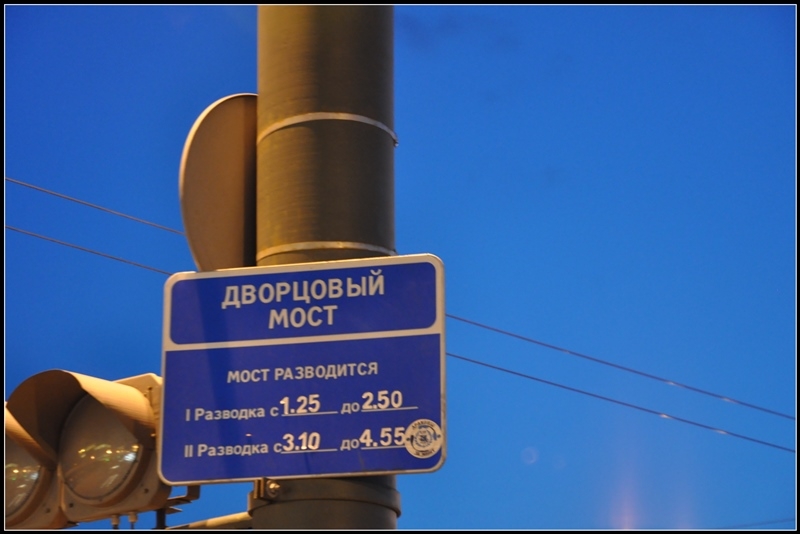 ДВОРЦОВЫЙ
МОСТ
МОСТ РАЗВОДИТСЯ
I Разводка с 1.25 до 2.50
II Разводка с 3.10 до 4.55